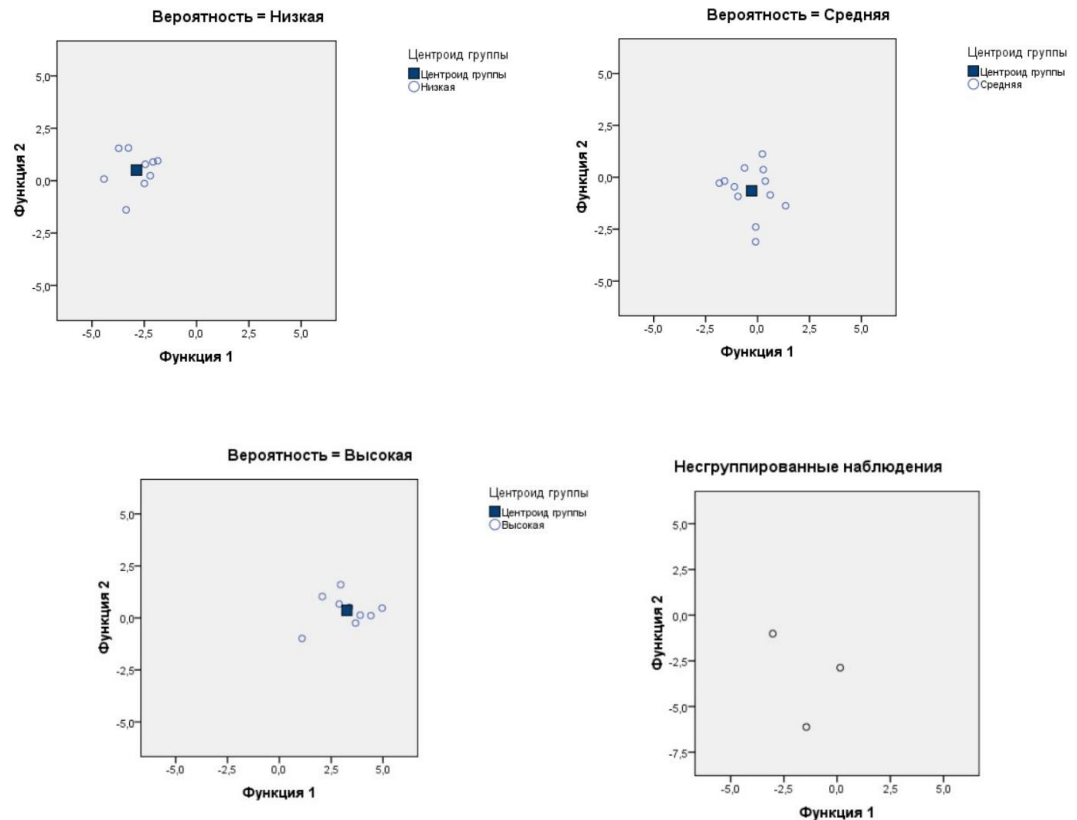 Вероятность = Низкая
Центроид группы
Центроид группы
Низкая
Функция 2
5,0
2,5
0,0
-2,5
-5,0
-5,0 -2,5 0,0 2,5 5,0
Функция 1
Вероятность = Средняя
Центроид группы
Центроид группы
Средняя
Функция 2
5,0
2,5
0,0
-2,5
-5,0
-5,0 -2,5 0,0 2,5 5,0
Функция 1
Вероятность = Высокая
Центроид группы
Центроид группы
Высокая
Функция 2
5,0
2,5
0,0
-2,5
-5,0
-5,0 -2,5 0,0 2,5 5,0
Функция 1
Несгруппированные наблюдения
Функция 2
5,0
2,5
0,0
-2,5
-5,0
-7,5
-5,0 -2,5 0,0 2,5 5,0
Функция 1